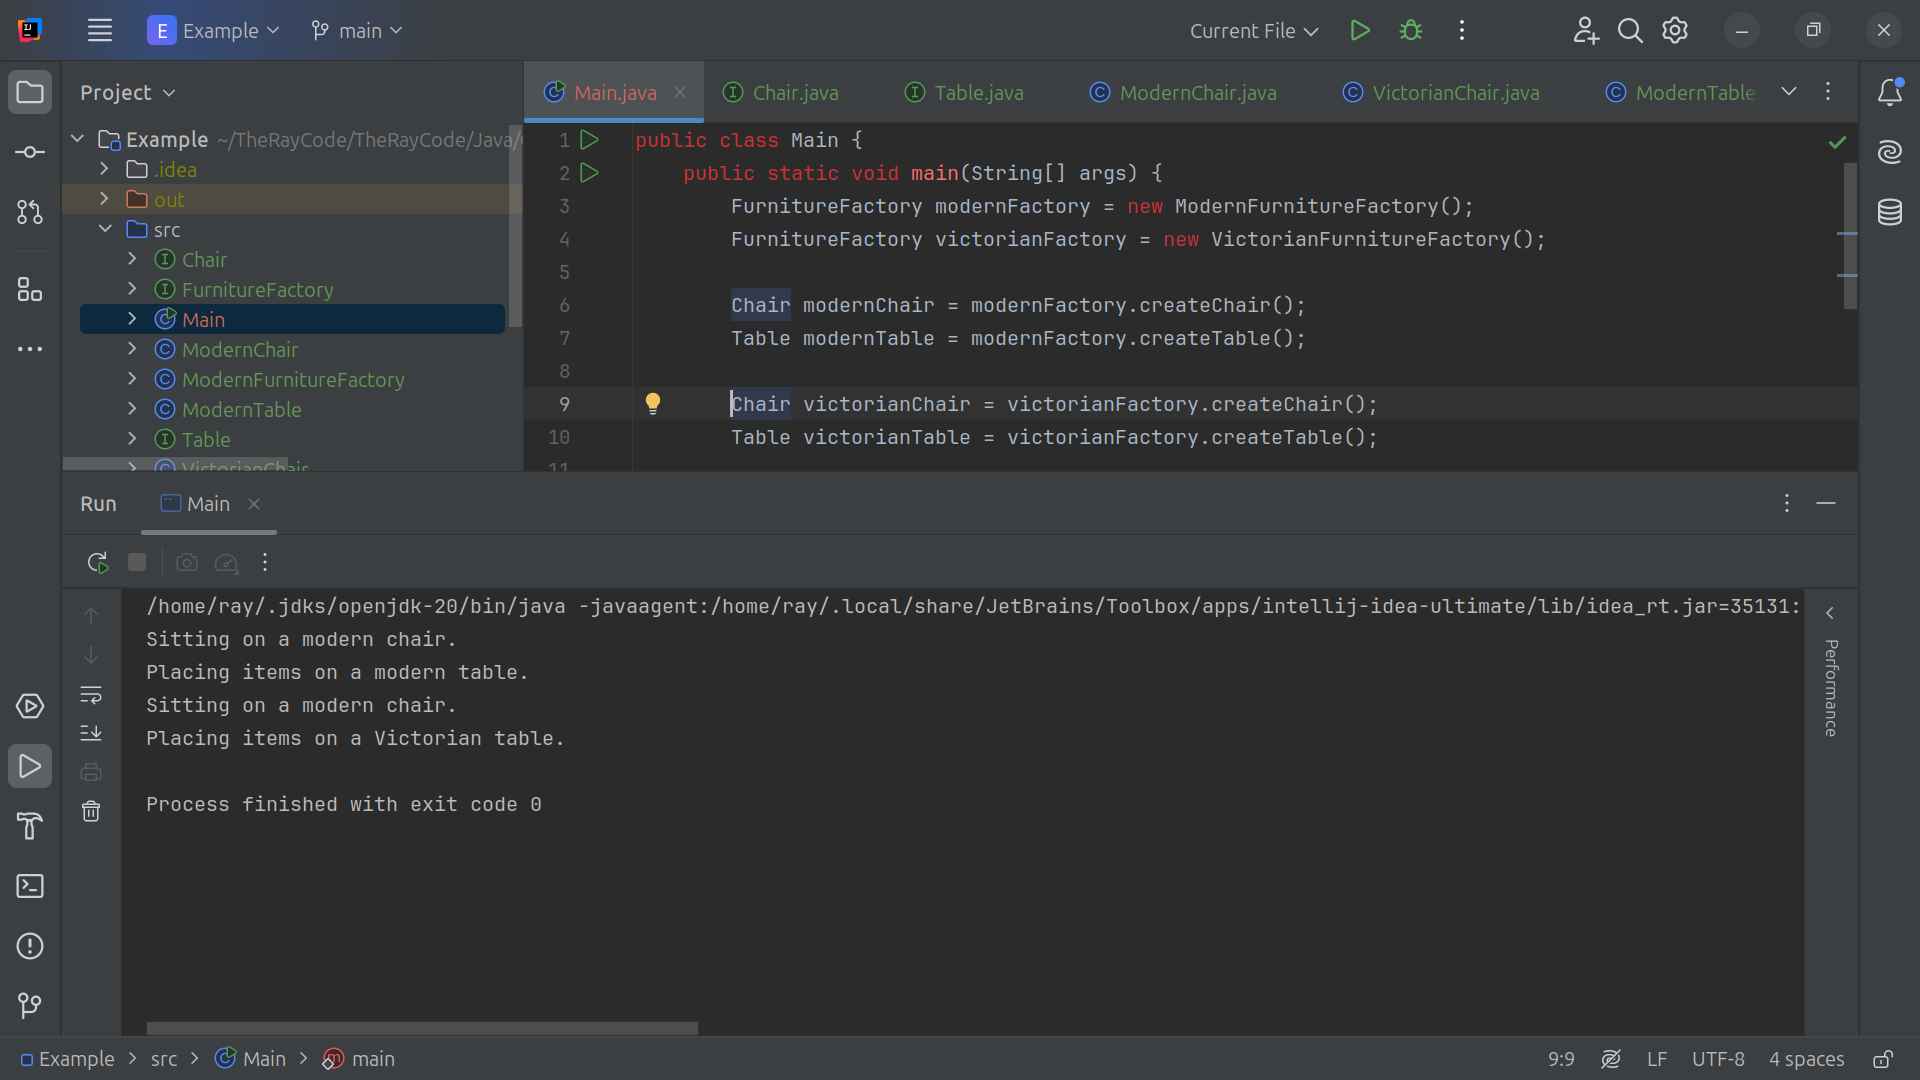 E Example main Current File
Project
Example ~/TheRayCode/TheRayCode/Java/
.idea
out
src
Chair
FurnitureFactory
Main
ModernChair
ModernFurnitureFactory
ModernTable
Table
VictorianChair
Main.java Chair.java Table.java ModernChair.java VictorianChair.java ModernTable
1 public class Main {
2 public static void main(String[] args) {
3 FurnitureFactory modernFactory = new ModernFurnitureFactory();
4 FurnitureFactory victorianFactory = new VictorianFurnitureFactory();
5
6 Chair modernChair = modernFactory.createChair();
7 Table modernTable = modernFactory.createTable();
8
9 Chair victorianChair = victorianFactory.createChair();
10 Table victorianTable = victorianFactory.createTable();
11
Run Main
/home/ray/.jdks/openjdk-20/bin/java -javaagent:/home/ray/.local/share/JetBrains/Toolbox/apps/intellij-idea-ultimate/lib/idea_rt.jar=35131:
Sitting on a modern chair.
Placing items on a modern table.
Sitting on a modern chair.
Placing items on a Victorian table.
Process finished with exit code 0
Performance
Example src Main main 9:9 LF UTF-8 4 spaces